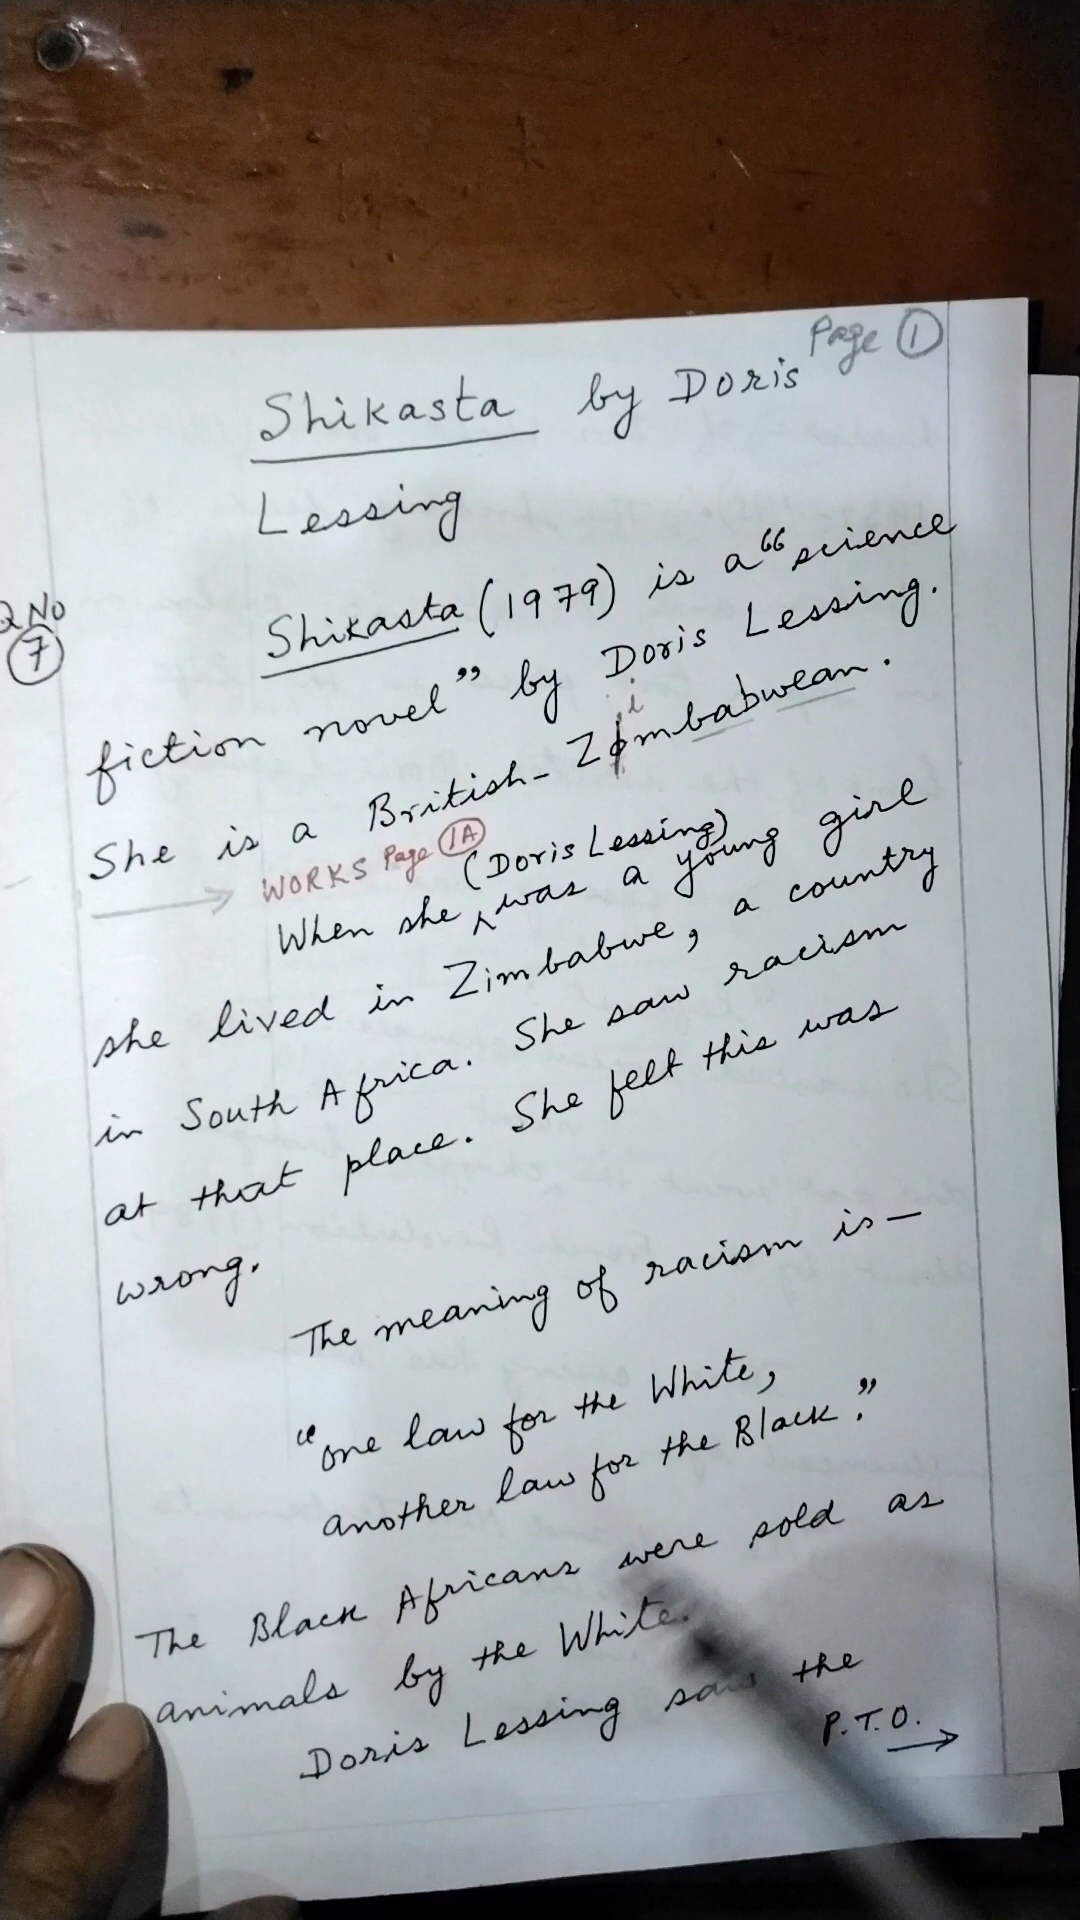 Page 1
Shikasta by Doris
Lessing
Q No
7
Shikasta (1979) is a "science
fiction novel" by Doris Lessing.
She is a British-Zimbabwean.
→ WORKS Page 1A
(Doris Lessing)
When she was a young girl
she lived in Zimbabwe, a country
in South Africa. She saw racism
at that place. She felt this was
wrong.
The meaning of racism is—
"one law for the White,
another law for the Black."
The Black Africans were sold as
animals by the White.
Doris Lessing saw the
P.T.O. →